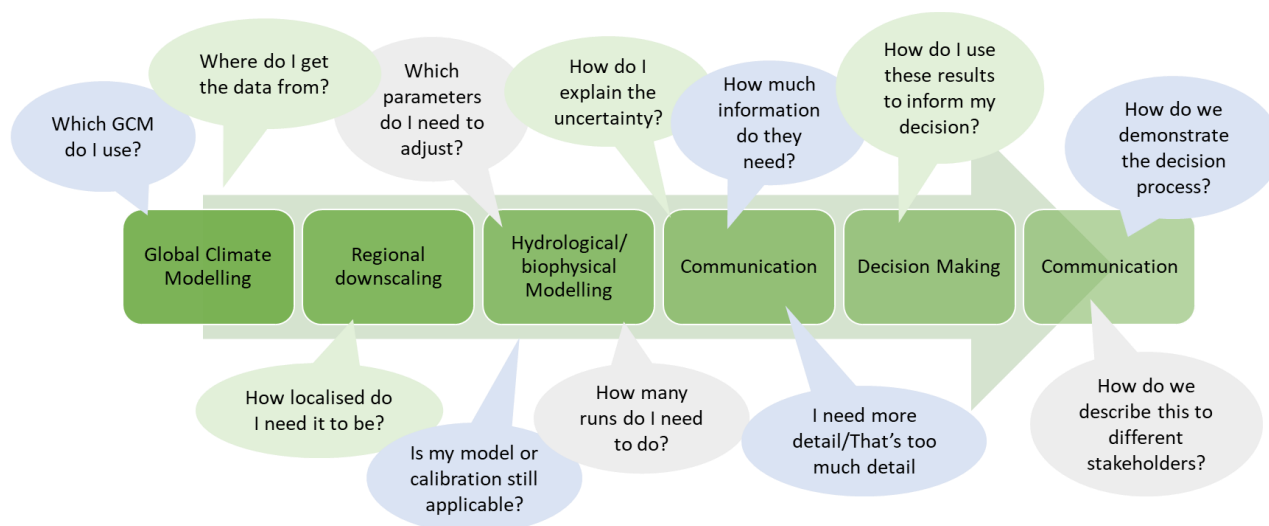 Which GCM
do I use?
Where do I get
the data from?
Which
parameters
do I need to
adjust?
How do I
explain the
uncertainty?
How much
information
do they
need?
How do I use
these results
to inform my
decision?
How do we
demonstrate
the decision
process?
Global Climate
Modelling
Regional
downscaling
Hydrological/
biophysical
Modelling
Communication
Decision Making
Communication
How localised do
I need it to be?
Is my model or
calibration still
applicable?
How many
runs do I need
to do?
I need more
detail/That's too
much detail
How do we
describe this to
different
stakeholders?